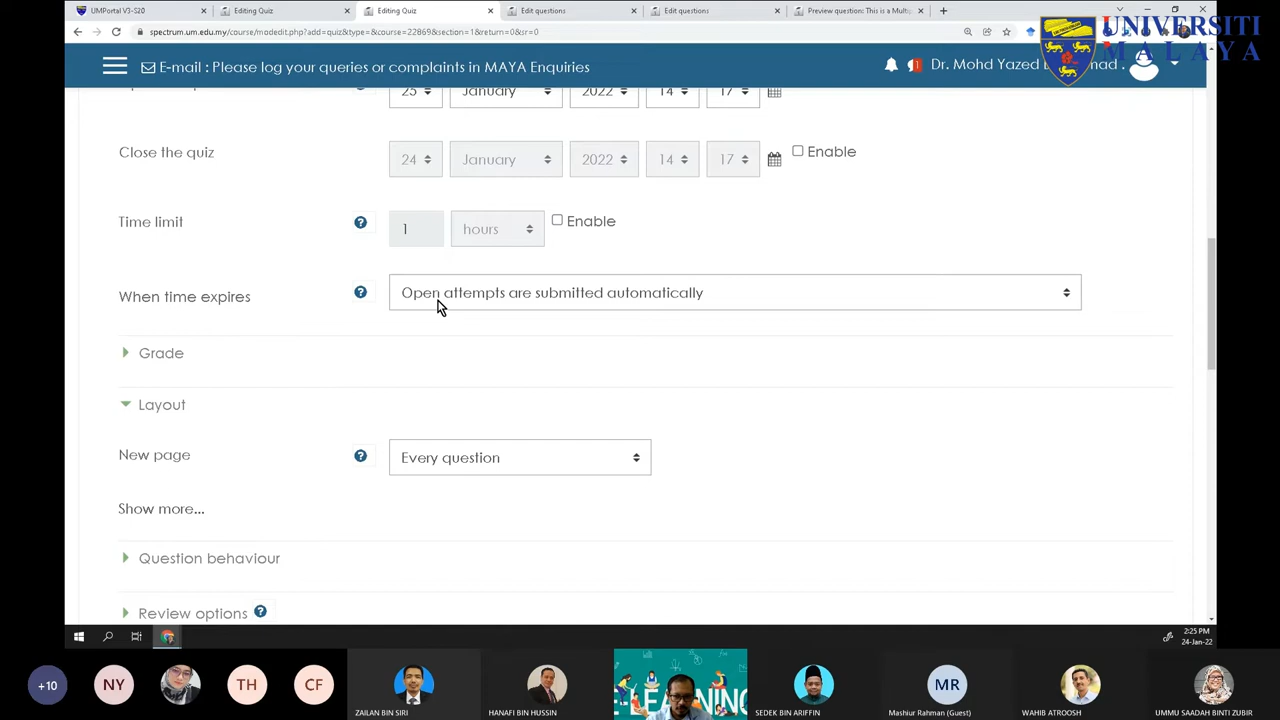 UMPortal V3-S20
Editing Quiz
Editing Quiz
Edit questions
Edit questions
Preview question: This is a Multip
spectrum.um.edu.my/course/modedit.php?add=quiz&type=&course=22869&section=1&return=0&sr=0
UNIVERSITI
MALAYA
E-mail : Please log your queries or complaints in MAYA Enquiries
25 January 2022 14 17
Close the quiz
24 January 2022 14 17
Enable
Time limit
1 hours
Enable
When time expires
Open attempts are submitted automatically
Grade
Layout
New page
Every question
Show more...
Question behaviour
Review options
2:25 PM
24-Jan-22
+10
NY
TH
CF
ZAILAN BIN SIRI
HANAFI BIN HUSSIN
SEDEK BIN ARIFFIN
MR
Mashiur Rahman (Guest)
WAHIB ATROOSH
UMMU SAADAH BINTI ZUBIR